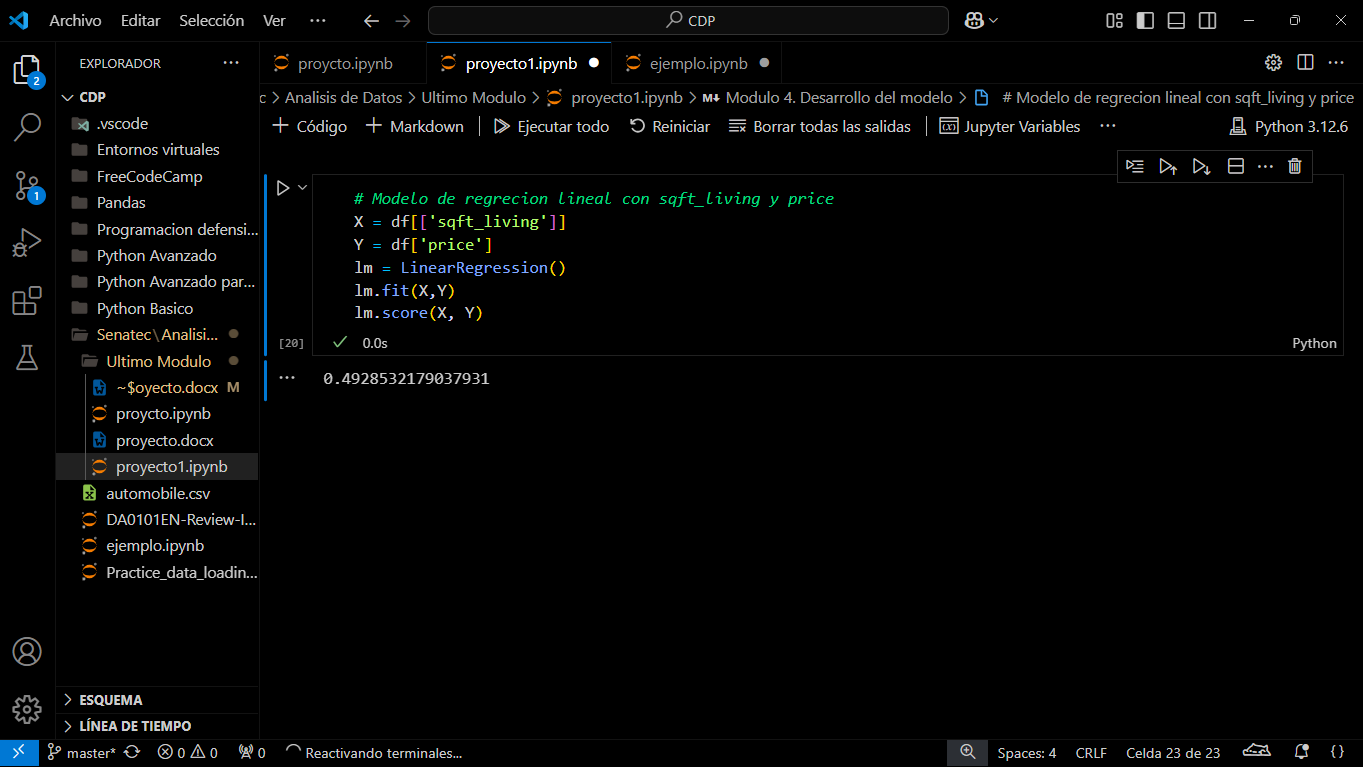 Archivo Editar Selección Ver ··· CDP
EXPLORADOR ···
proycto.ipynb proyecto1.ipynb ejemplo.ipynb
CDP
c > Analisis de Datos > Ultimo Modulo > proyecto1.ipynb > M↓ Modulo 4. Desarrollo del modelo > # Modelo de regrecion lineal con sqft_living y price
+ Código + Markdown Ejecutar todo Reiniciar Borrar todas las salidas Jupyter Variables ··· Python 3.12.6
.vscode
Entornos virtuales
FreeCodeCamp
Pandas
Programacion defensi...
Python Avanzado
Python Avanzado par...
Python Basico
Senatec\Analisi...
Ultimo Modulo
~$oyecto.docx M
proycto.ipynb
proyecto.docx
proyecto1.ipynb
automobile.csv
DA0101EN-Review-I...
ejemplo.ipynb
Practice_data_loadin...
2
1
# Modelo de regrecion lineal con sqft_living y price
X = df[['sqft_living']]
Y = df['price']
lm = LinearRegression()
lm.fit(X,Y)
lm.score(X, Y)
[20] 0.0s Python
··· 0.4928532179037931
ESQUEMA
LÍNEA DE TIEMPO
master* 0 0 0 Reactivando terminales... Spaces: 4 CRLF Celda 23 de 23 { }